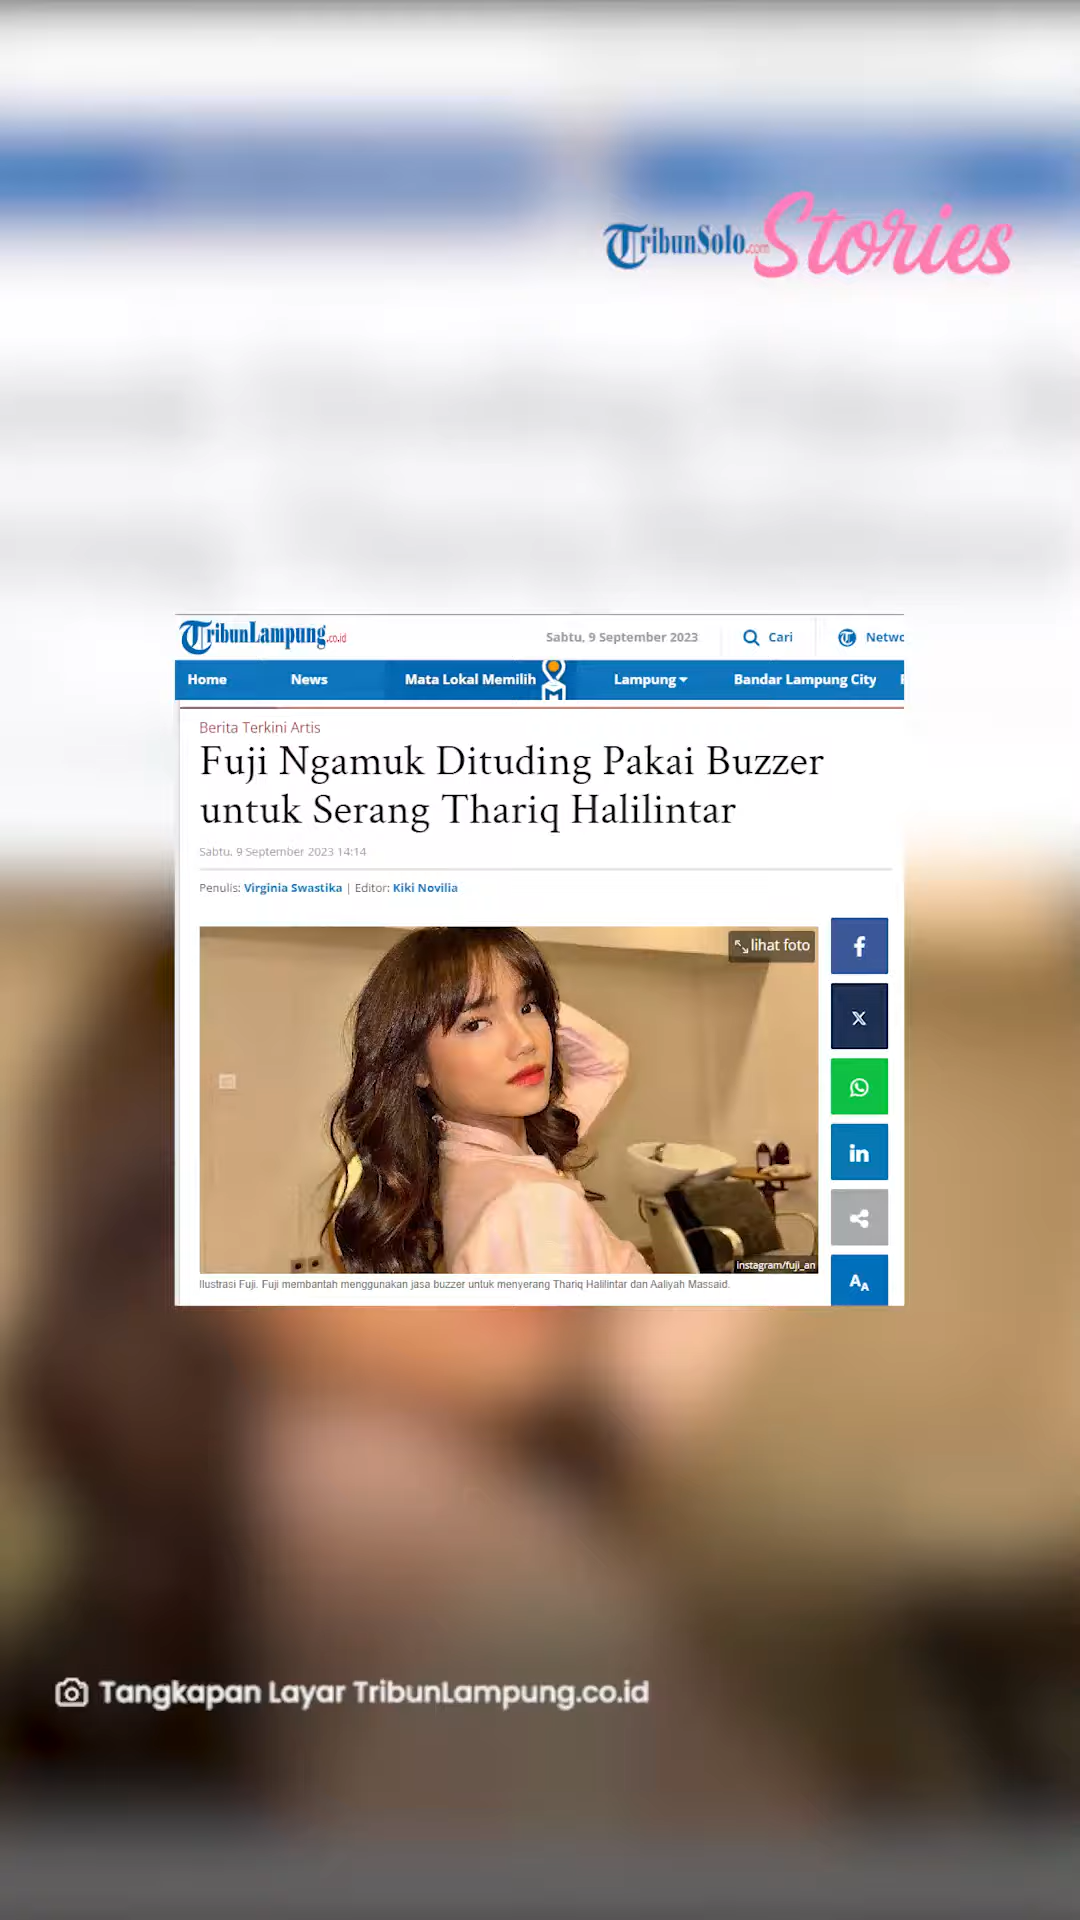 TribunSolo.com Stories
TribunLampung.co.id
Sabtu, 9 September 2023
Cari
Home
News
Mata Lokal Memilih
Lampung
Bandar Lampung City
Berita Terkini Artis
Fuji Ngamuk Dituding Pakai Buzzer
untuk Serang Thariq Halilintar
Sabtu, 9 September 2023 14:14
Penulis: Virginia Swastika | Editor: Kiki Novilia
lihat foto
instagram/fuji_an
Ilustrasi Fuji. Fuji membantah menggunakan jasa buzzer untuk menyerang Thariq Halilintar dan Aaliyah Massaid.
Tangkapan Layar TribunLampung.co.id